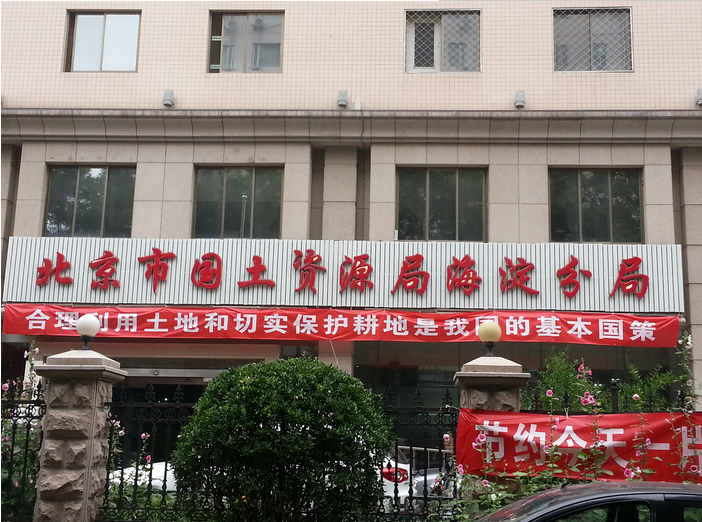 北京市国土资源局海淀分局
合理利用土地和切实保护耕地是我国的基本国策
节约今天一